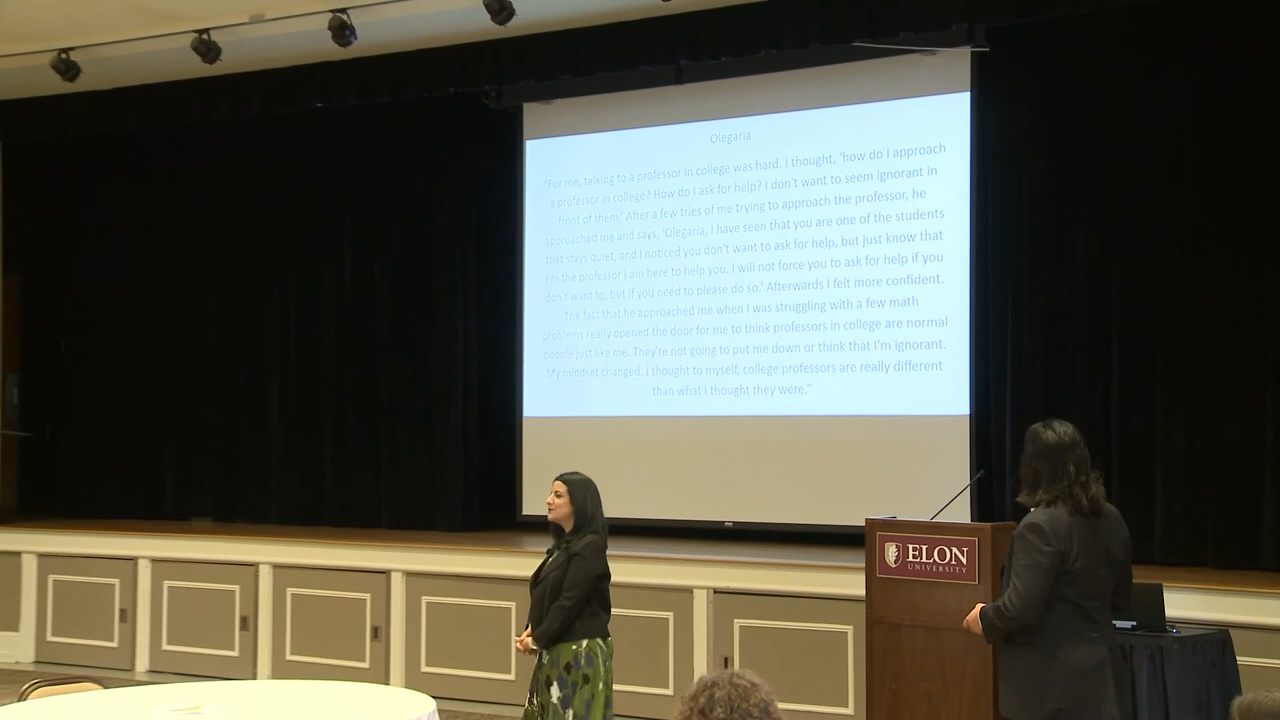 Olegaria
"For me, talking to a professor in college was hard. I thought, 'how do I approach
a professor in college? How do I ask for help? I don't want to seem ignorant in
front of them.' After a few tries of me trying to approach the professor, he
approached me and says, 'Olegaria, I have seen that you are one of the students
that stays quiet, and I noticed you don't want to ask for help, but just know that
I'm the professor I am here to help you. I will not force you to ask for help if you
don't want to, but if you need to please do so.' Afterwards I felt more confident.
The fact that he approached me when I was struggling with a few math
problems really opened the door for me to think professors in college are normal
people just like me. They're not going to put me down or think that I'm ignorant.
My mindset changed. I thought to myself, college professors are really different
than what I thought they were."
ELON
UNIVERSITY